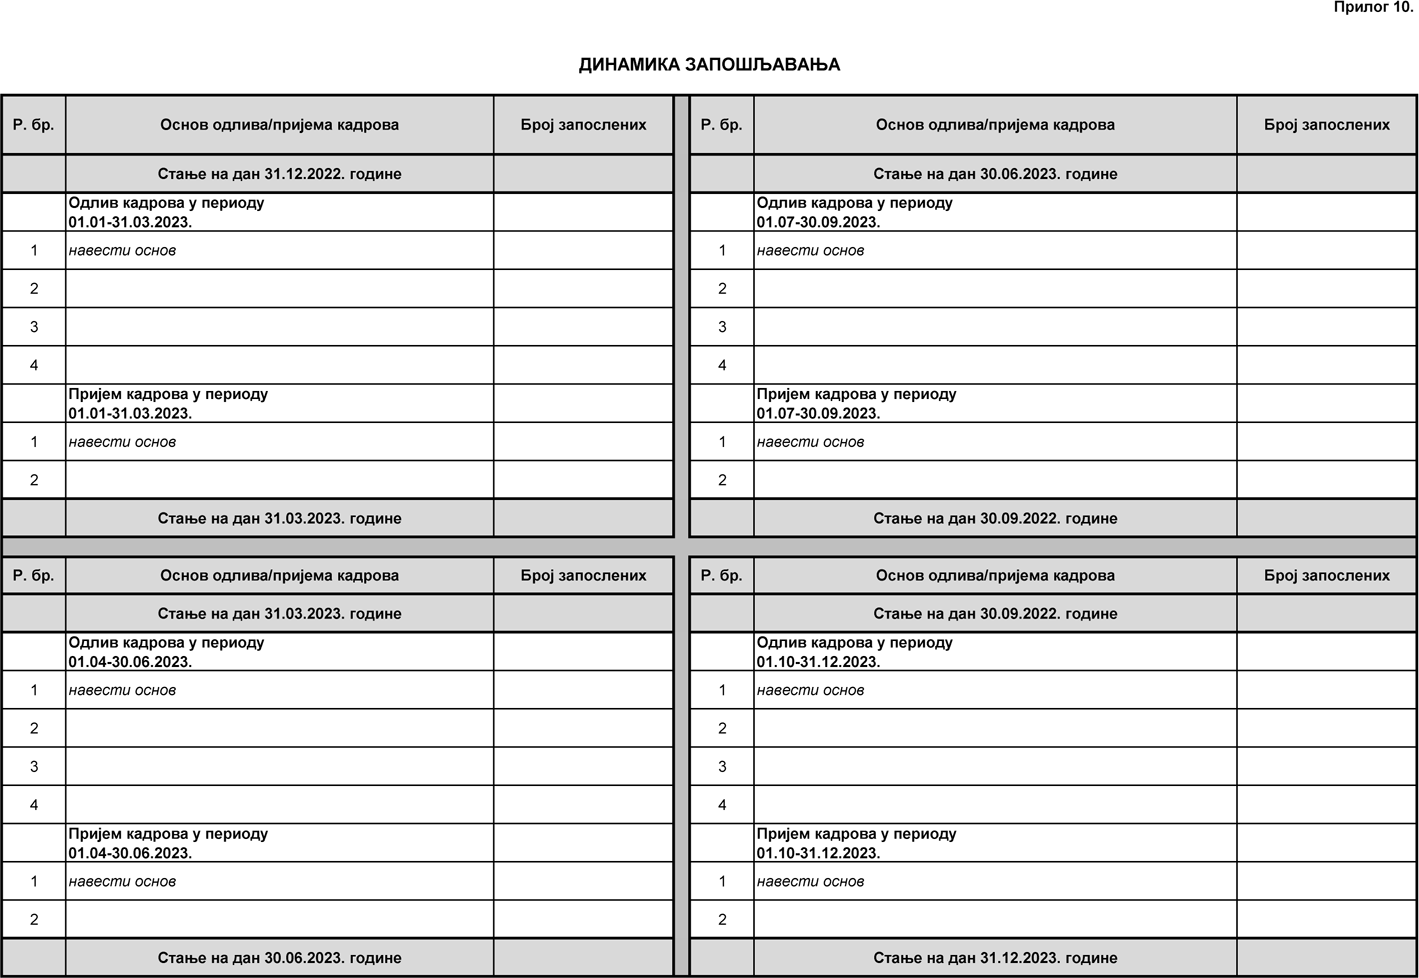 Прилог 10.
ДИНАМИКА ЗАПОШЉАВАЊА
Р. бр. Основ одлива/пријема кадрова Број запослених
Стање на дан 31.12.2022. године
Одлив кадрова у периоду
01.01-31.03.2023.
1 навести основ
2
3
4
Пријем кадрова у периоду
01.01-31.03.2023.
1 навести основ
2
Стање на дан 31.03.2023. године
Р. бр. Основ одлива/пријема кадрова Број запослених
Стање на дан 30.06.2023. године
Одлив кадрова у периоду
01.07-30.09.2023.
1 навести основ
2
3
4
Пријем кадрова у периоду
01.07-30.09.2023.
1 навести основ
2
Стање на дан 30.09.2022. године
Р. бр. Основ одлива/пријема кадрова Број запослених
Стање на дан 31.03.2023. године
Одлив кадрова у периоду
01.04-30.06.2023.
1 навести основ
2
3
4
Пријем кадрова у периоду
01.04-30.06.2023.
1 навести основ
2
Стање на дан 30.06.2023. године
Р. бр. Основ одлива/пријема кадрова Број запослених
Стање на дан 30.09.2022. године
Одлив кадрова у периоду
01.10-31.12.2023.
1 навести основ
2
3
4
Пријем кадрова у периоду
01.10-31.12.2023.
1 навести основ
2
Стање на дан 31.12.2023. године